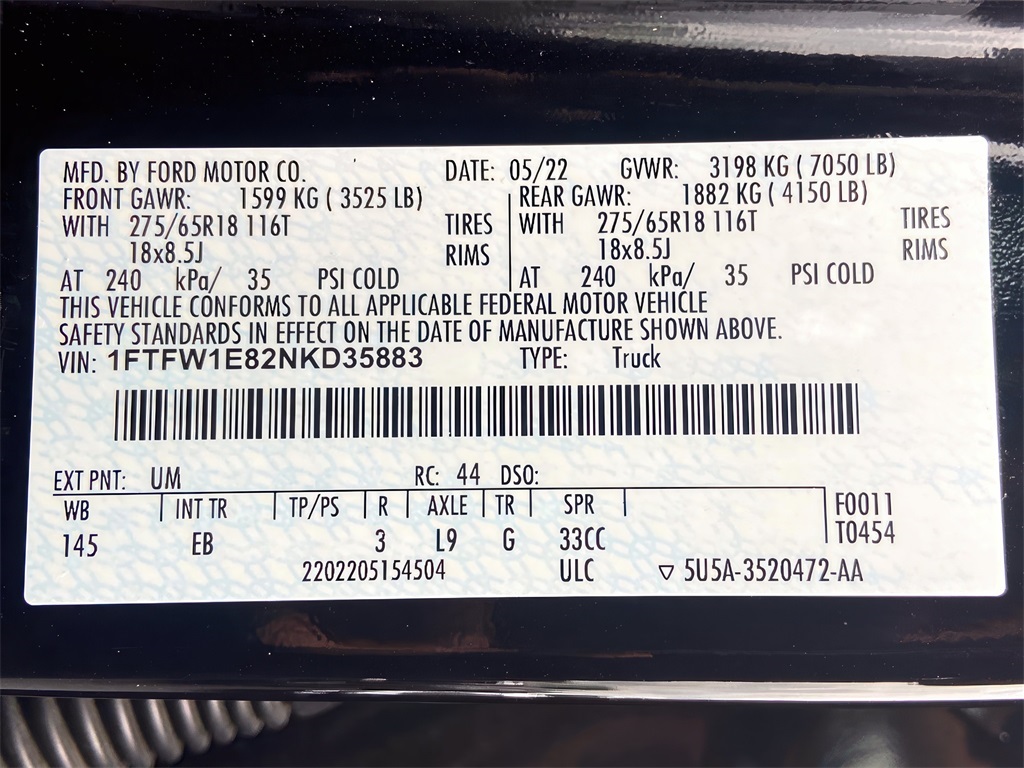 MFD. BY FORD MOTOR CO. DATE: 05/22 GVWR: 3198 KG ( 7050 LB)
FRONT GAWR: 1599 KG ( 3525 LB) REAR GAWR: 1882 KG ( 4150 LB)
WITH 275/65R18 116T TIRES WITH 275/65R18 116T TIRES
18x8.5J RIMS 18x8.5J RIMS
AT 240 kPa/ 35 PSI COLD AT 240 kPa/ 35 PSI COLD
THIS VEHICLE CONFORMS TO ALL APPLICABLE FEDERAL MOTOR VEHICLE
SAFETY STANDARDS IN EFFECT ON THE DATE OF MANUFACTURE SHOWN ABOVE.
VIN: 1FTFW1E82NKD35883 TYPE: Truck
EXT PNT: UM RC: 44 DSO:
WB INT TR TP/PS R AXLE TR SPR F0011
145 EB 3 L9 G 33CC T0454
2202205154504 ULC ▽ 5U5A-3520472-AA